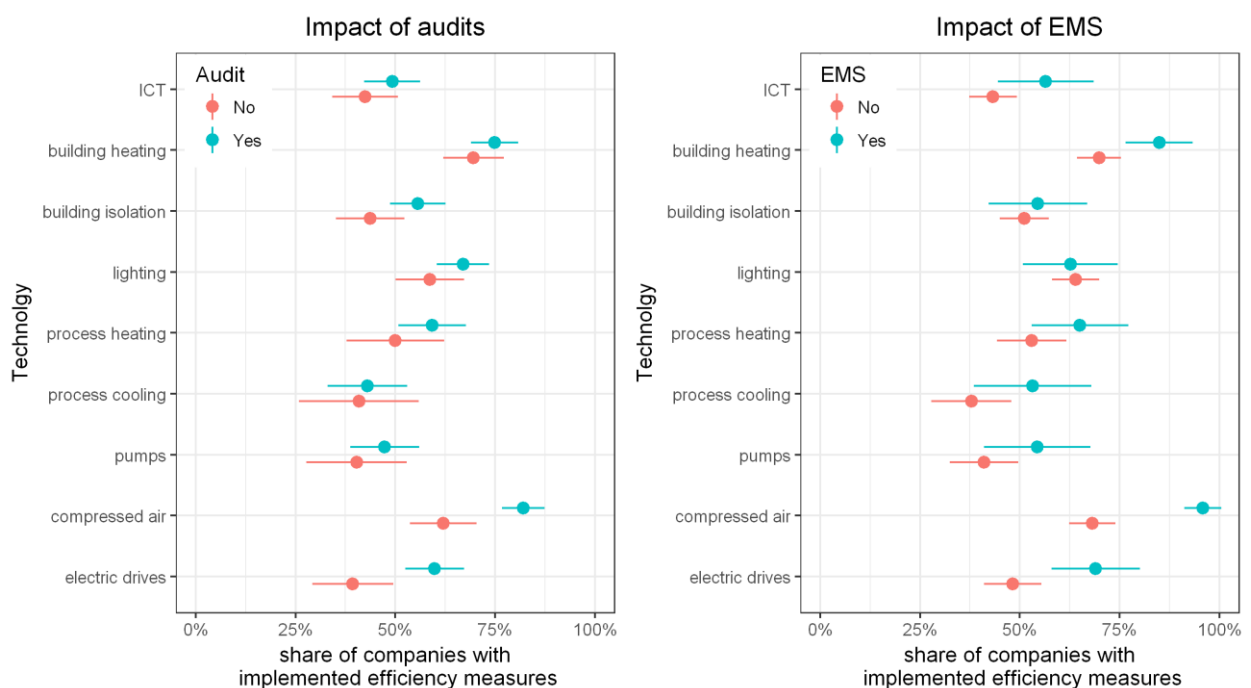 Impact of audits
Audit
No
Yes
ICT
building heating
building isolation
lighting
process heating
process cooling
pumps
compressed air
electric drives
Technolgy
0%
25%
50%
75%
100%
share of companies with
implemented efficiency measures
Impact of EMS
EMS
No
Yes
ICT
building heating
building isolation
lighting
process heating
process cooling
pumps
compressed air
electric drives
Technolgy
0%
25%
50%
75%
100%
share of companies with
implemented efficiency measures